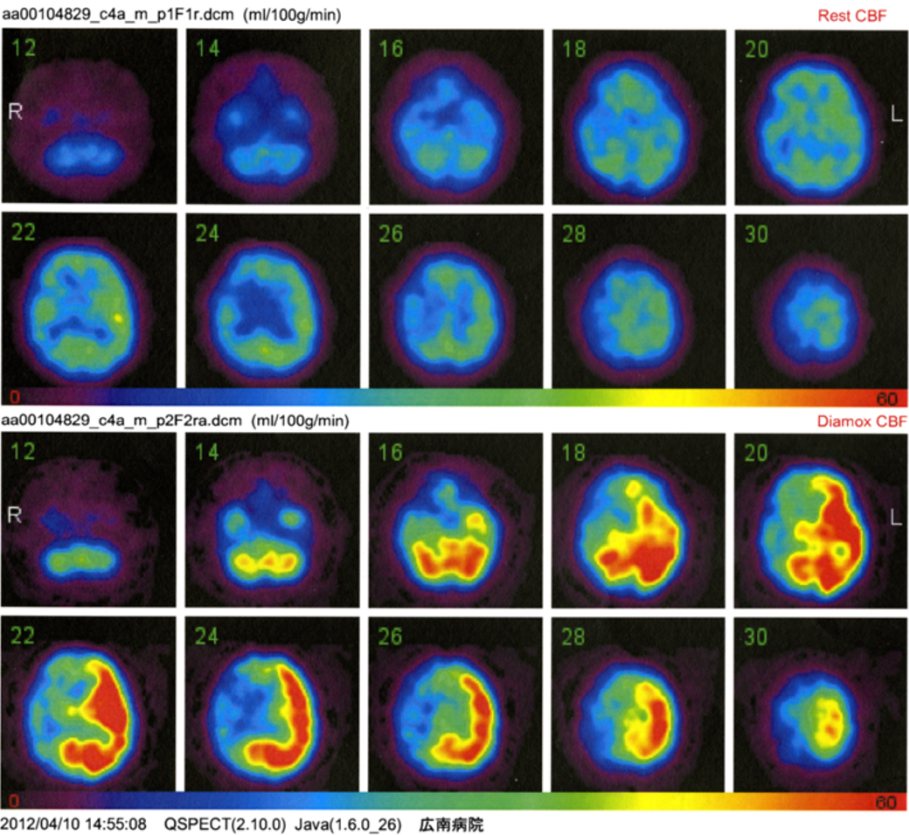 aa00104829_c4a_m_p1F1r.dcm (ml/100g/min) Rest CBF
12 14 16 18 20
R L
22 24 26 28 30
0 60
aa00104829_c4a_m_p2F2ra.dcm (ml/100g/min) Diamox CBF
12 14 16 18 20
R L
22 24 26 28 30
0 60
2012/04/10 14:55:08 QSPECT(2.10.0) Java(1.6.0_26) 広南病院